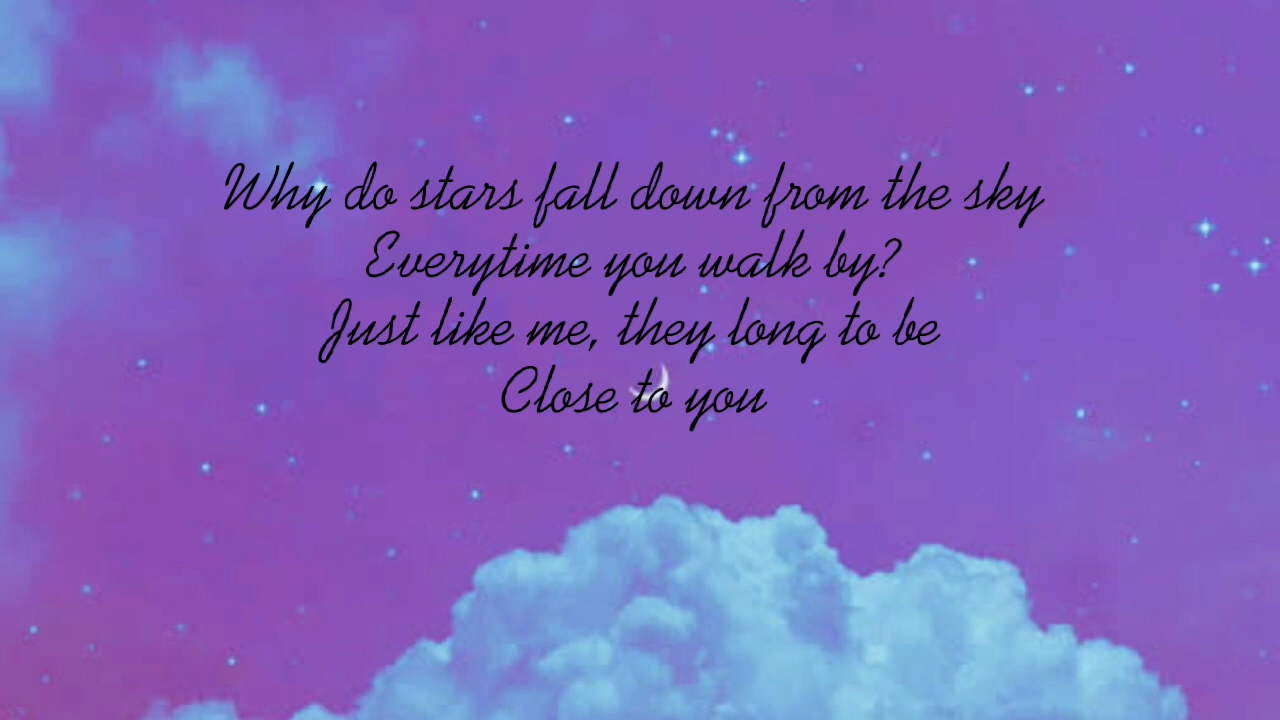 Why do stars fall down from the sky
Everytime you walk by?
Just like me, they long to be
Close to you